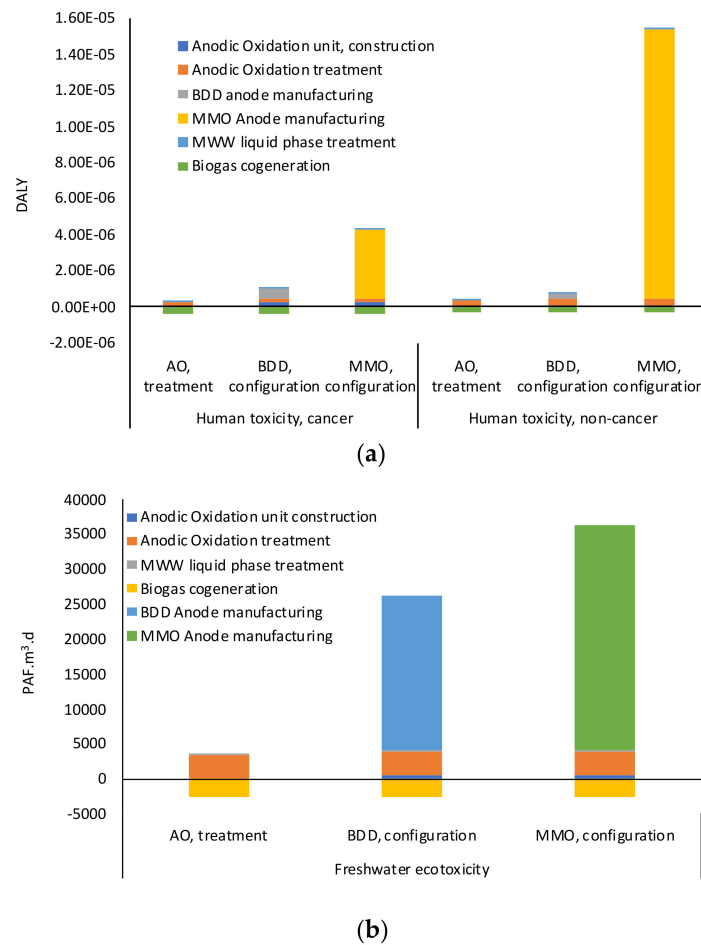 1.60E-05
1.40E-05
1.20E-05
1.00E-05
8.00E-06
6.00E-06
4.00E-06
2.00E-06
0.00E+00
-2.00E-06
DALY
Anodic Oxidation unit, construction
Anodic Oxidation treatment
BDD anode manufacturing
MMO Anode manufacturing
MWW liquid phase treatment
Biogas cogeneration
AO, treatment
BDD, configuration
MMO, configuration
AO, treatment
BDD, configuration
MMO, configuration
Human toxicity, cancer
Human toxicity, non-cancer
(a)
40000
35000
30000
25000
20000
15000
10000
5000
0
-5000
PAF.m³.d
Anodic Oxidation unit construction
Anodic Oxidation treatment
MWW liquid phase treatment
Biogas cogeneration
BDD Anode manufacturing
MMO Anode manufacturing
AO, treatment
BDD, configuration
MMO, configuration
Freshwater ecotoxicity
(b)